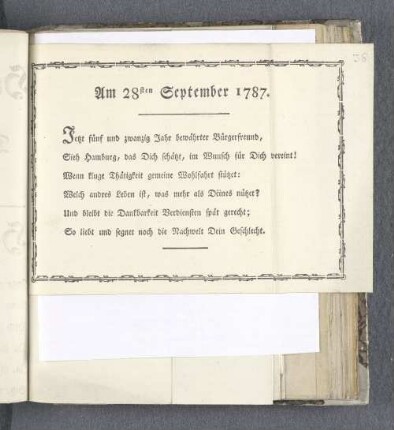 Am 28sten September 1787.
Jetzt fünf und zwanzig Jahr bewährter Bürgerfreund,
Sieh Hamburg, das Dich schätzt, im Wunsch für Dich vereint!
Wenn kluge Thätigkeit gemeine Wohlfahrt stützet:
Welch andres Leben ist, was mehr als Deines nützet?
Und bleibt die Dankbarkeit Verdiensten spät gerecht;
So liebt und segnet noch die Nachwelt Dein Geschlecht.